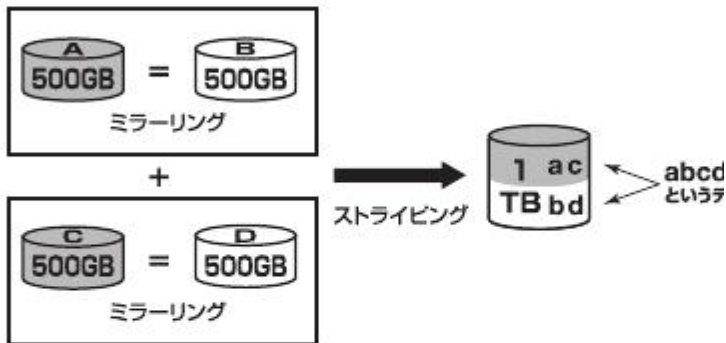 A
500GB
=
B
500GB
ミラーリング
+
C
500GB
=
D
500GB
ミラーリング
ストライピング
1 ac
TB bd
abcd
というデ